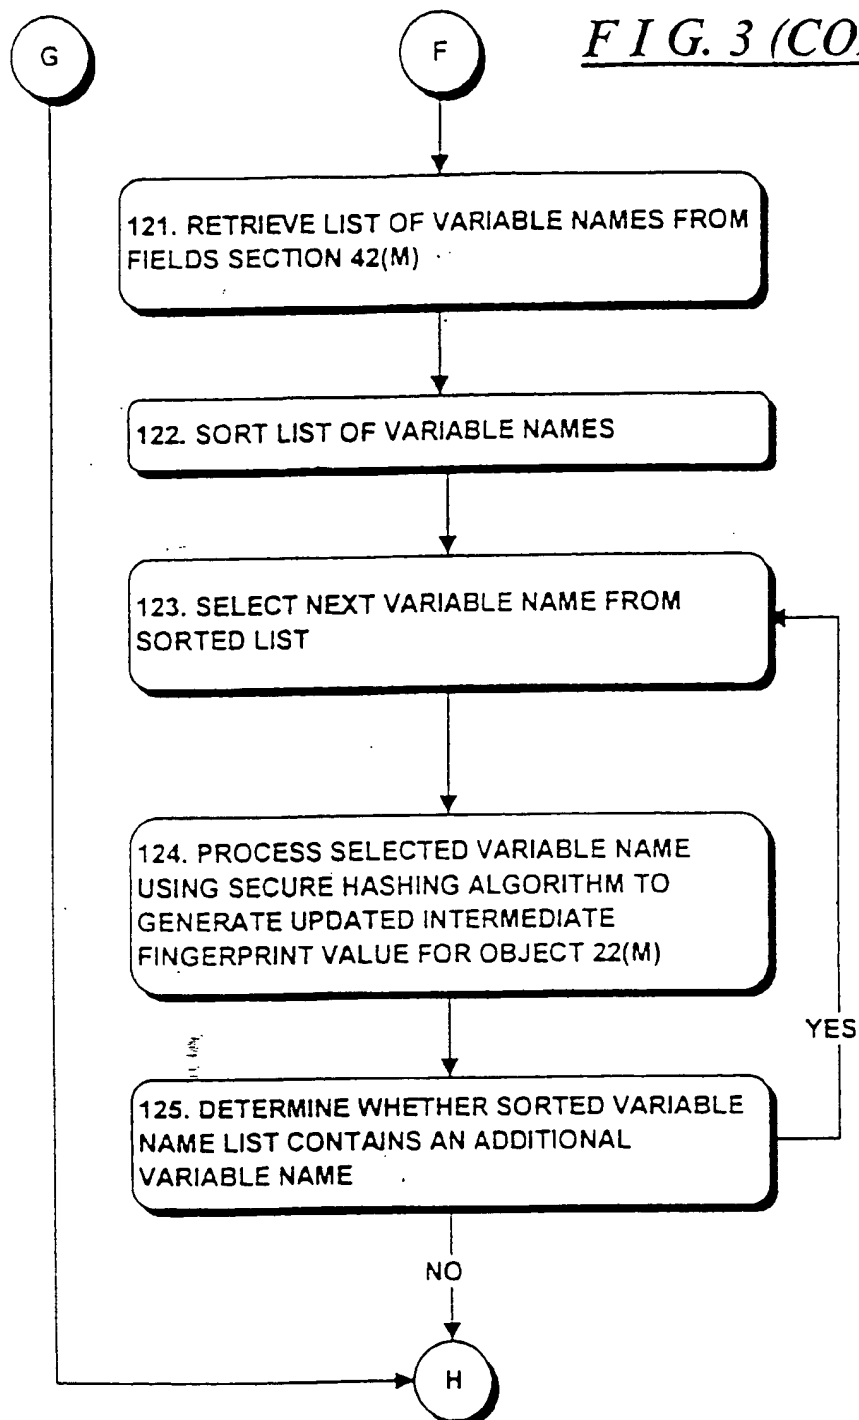 G
F
F I G. 3
121. RETRIEVE LIST OF VARIABLE NAMES FROM
FIELDS SECTION 42(M)
122. SORT LIST OF VARIABLE NAMES
123. SELECT NEXT VARIABLE NAME FROM
SORTED LIST
124. PROCESS SELECTED VARIABLE NAME
USING SECURE HASHING ALGORITHM TO
GENERATE UPDATED INTERMEDIATE
FINGERPRINT VALUE FOR OBJECT 22(M)
YES
125. DETERMINE WHETHER SORTED VARIABLE
NAME LIST CONTAINS AN ADDITIONAL
VARIABLE NAME
NO
H